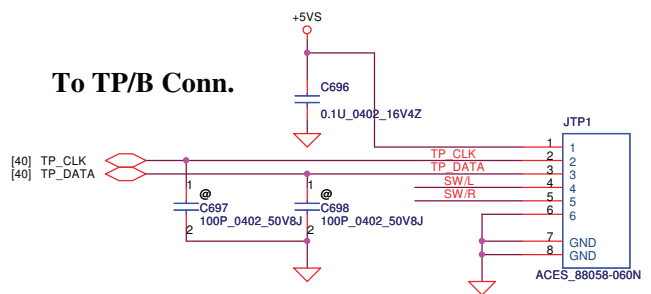 +5VS
To TP/B Conn.
C696
0.1U_0402_16V4Z
JTP1
1 1
[40] TP_CLK TP_CLK 2 2
[40] TP_DATA TP_DATA 3 3
SW/L 4 4
SW/R 5 5
6 6
1 @ 1 @
C697 C698
100P_0402_50V8J 100P_0402_50V8J
2 2
7 GND
8 GND
ACES_88058-060N